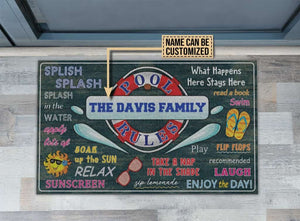 NAME CAN BE
CUSTOMIZED
SPLISH
SPLASH
SPLASH
in the
WATER
apply
lots of
SOAK
up the SUN
RELAX
SUNSCREEN
POOL
THE DAVIS FAMILY
RULES
TAKE A NAP
IN THE SHADE
sip lemonade
What Happens
Here Stays Here
read a book
Swim
Play
FLIP FLOPS
recommended
LAUGH
ENJOY the DAY!